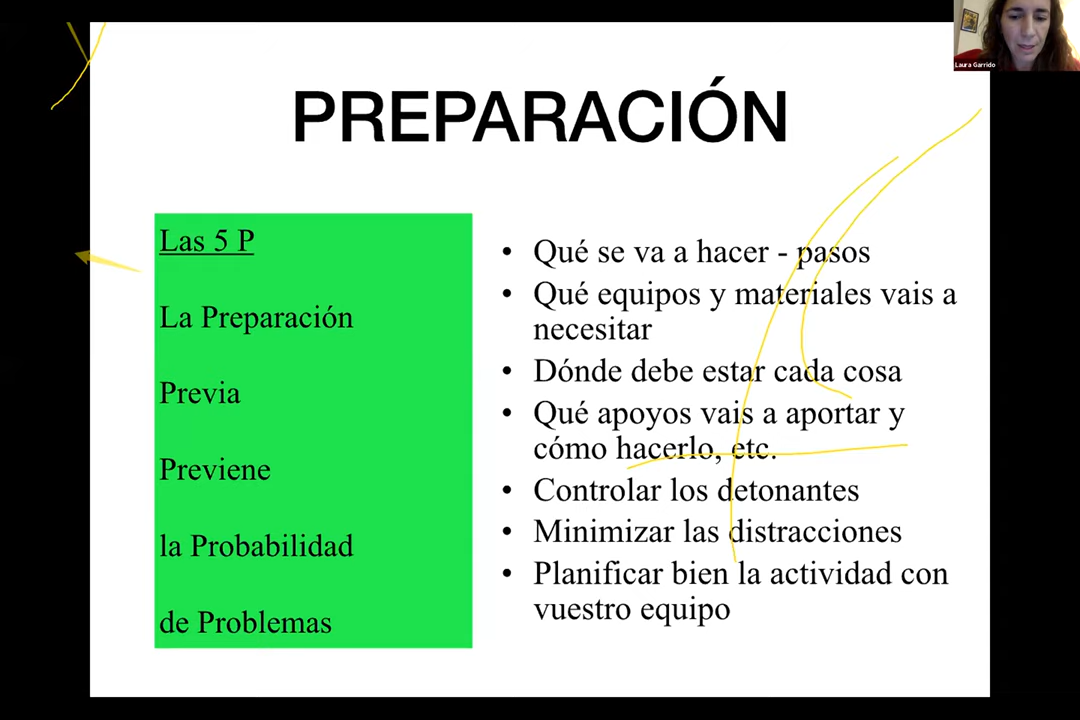 Laura Garrido
PREPARACIÓN
Las 5 P
La Preparación
Previa
Previene
la Probabilidad
de Problemas
• Qué se va a hacer - pasos
• Qué equipos y materiales vais a
necesitar
• Dónde debe estar cada cosa
• Qué apoyos vais a aportar y
cómo hacerlo, etc.
• Controlar los detonantes
• Minimizar las distracciones
• Planificar bien la actividad con
vuestro equipo